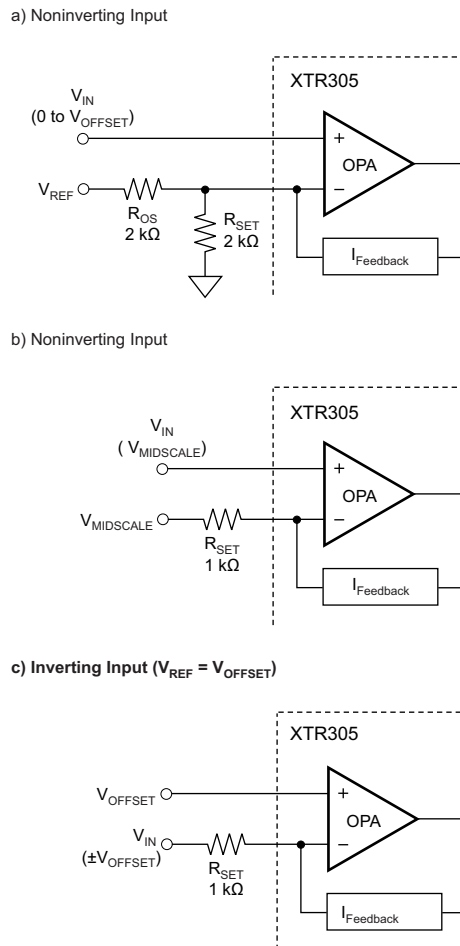 a) Noninverting Input
XTR305
V_IN
(0 to V_OFFSET)
+
OPA
V_REF
−
R_OS
2 kΩ
R_SET
2 kΩ
I_Feedback
b) Noninverting Input
XTR305
V_IN
( V_MIDSCALE)
+
OPA
V_MIDSCALE
−
R_SET
1 kΩ
I_Feedback
c) Inverting Input (V_REF = V_OFFSET)
XTR305
V_OFFSET
+
OPA
V_IN
(±V_OFFSET)
−
R_SET
1 kΩ
I_Feedback